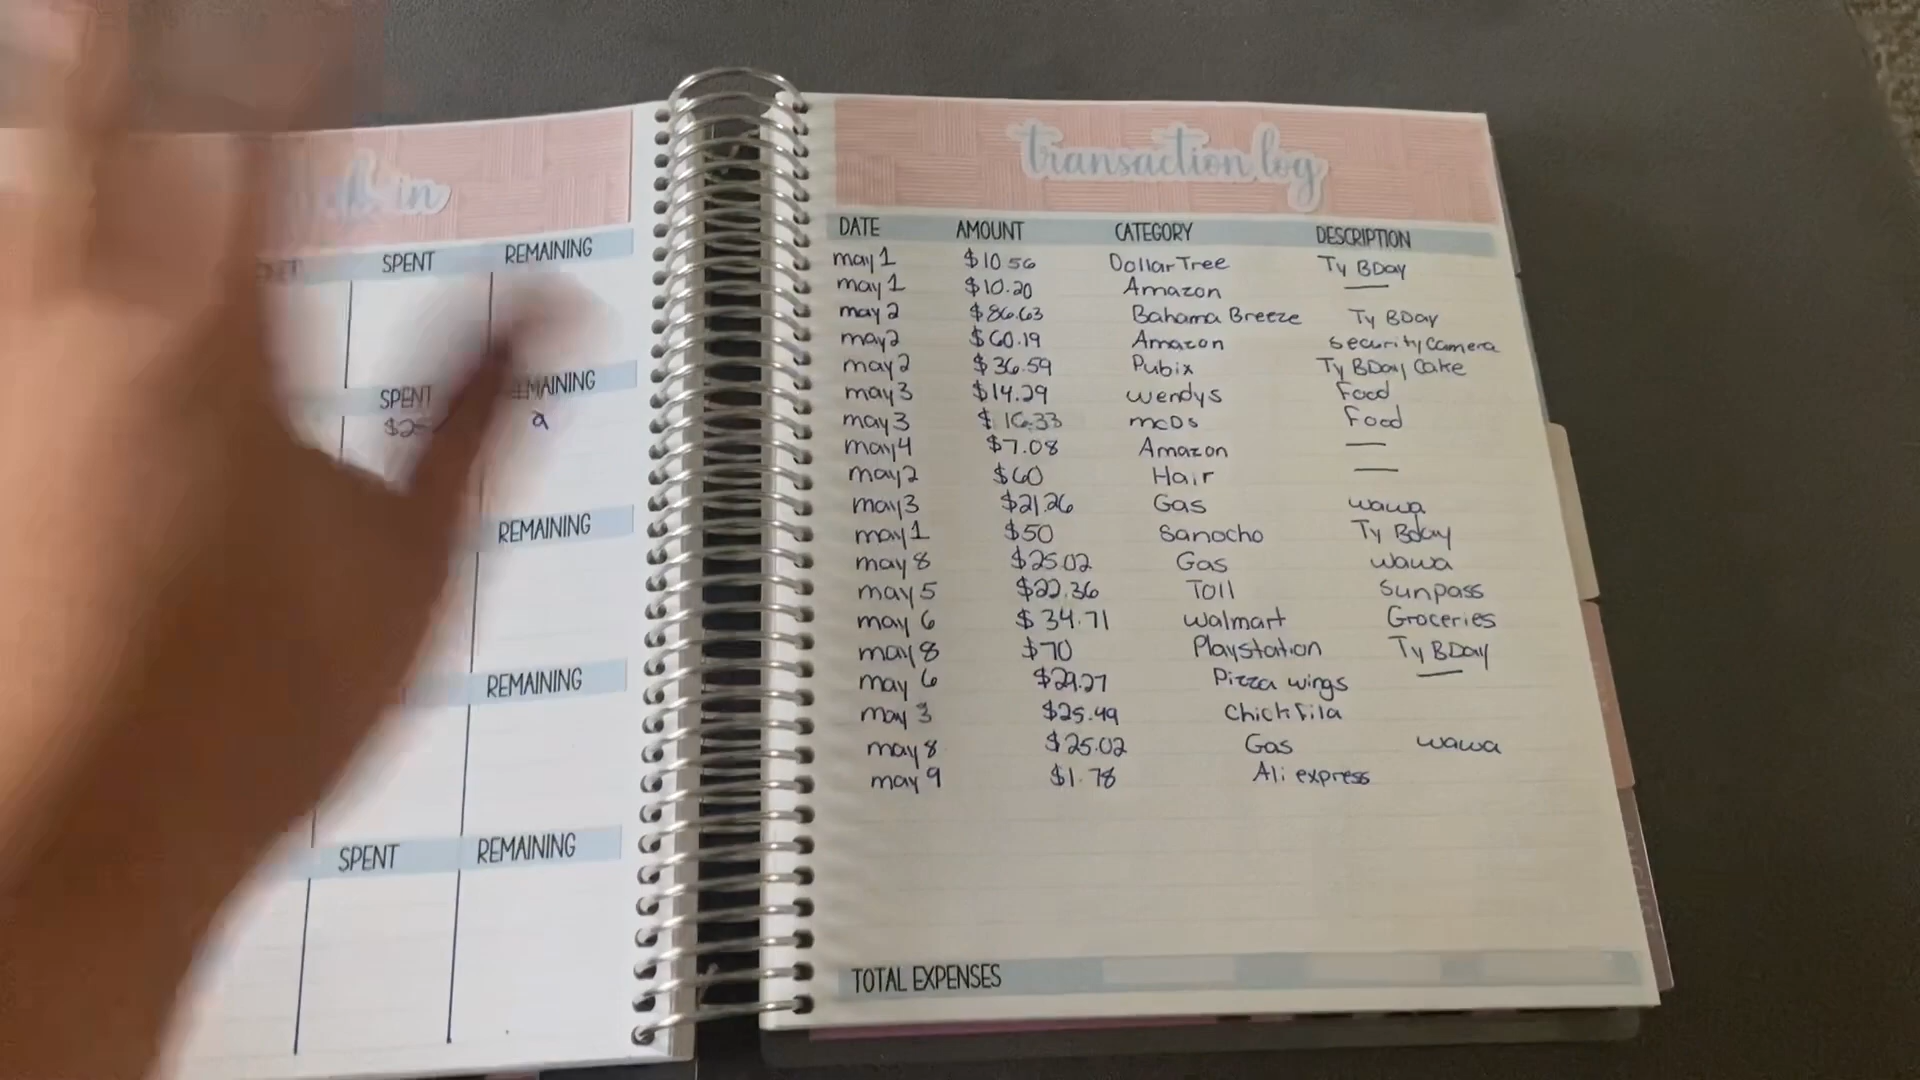 in
SPENT REMAINING
SPENT REMAINING
$25 a
REMAINING
REMAINING
SPENT REMAINING
transaction log
DATE AMOUNT CATEGORY DESCRIPTION
may 1 $10 56 Dollar Tree Ty BDay
may 1 $10.20 Amazon —
may 2 $86.63 Bahama Breeze Ty BDay
may 2 $60.19 Amazon security camera
may 2 $36.59 Publix Ty BDay Cake
may 3 $14.29 wendys Food
may 3 $16.33 mcDs Food
may 4 $7.08 Amazon —
may 2 $60 Hair —
may 3 $21.26 Gas wawa
may 1 $50 Sanocho Ty Bday
may 8 $25.02 Gas wawa
may 5 $22.36 Toll Sunpass
may 6 $34.71 walmart Groceries
may 8 $70 Playstation Ty BDay
may 6 $29.27 Pizza wings —
may 3 $25.49 Chickfila
may 8 $25.02 Gas wawa
may 9 $1.78 Ali express
TOTAL EXPENSES